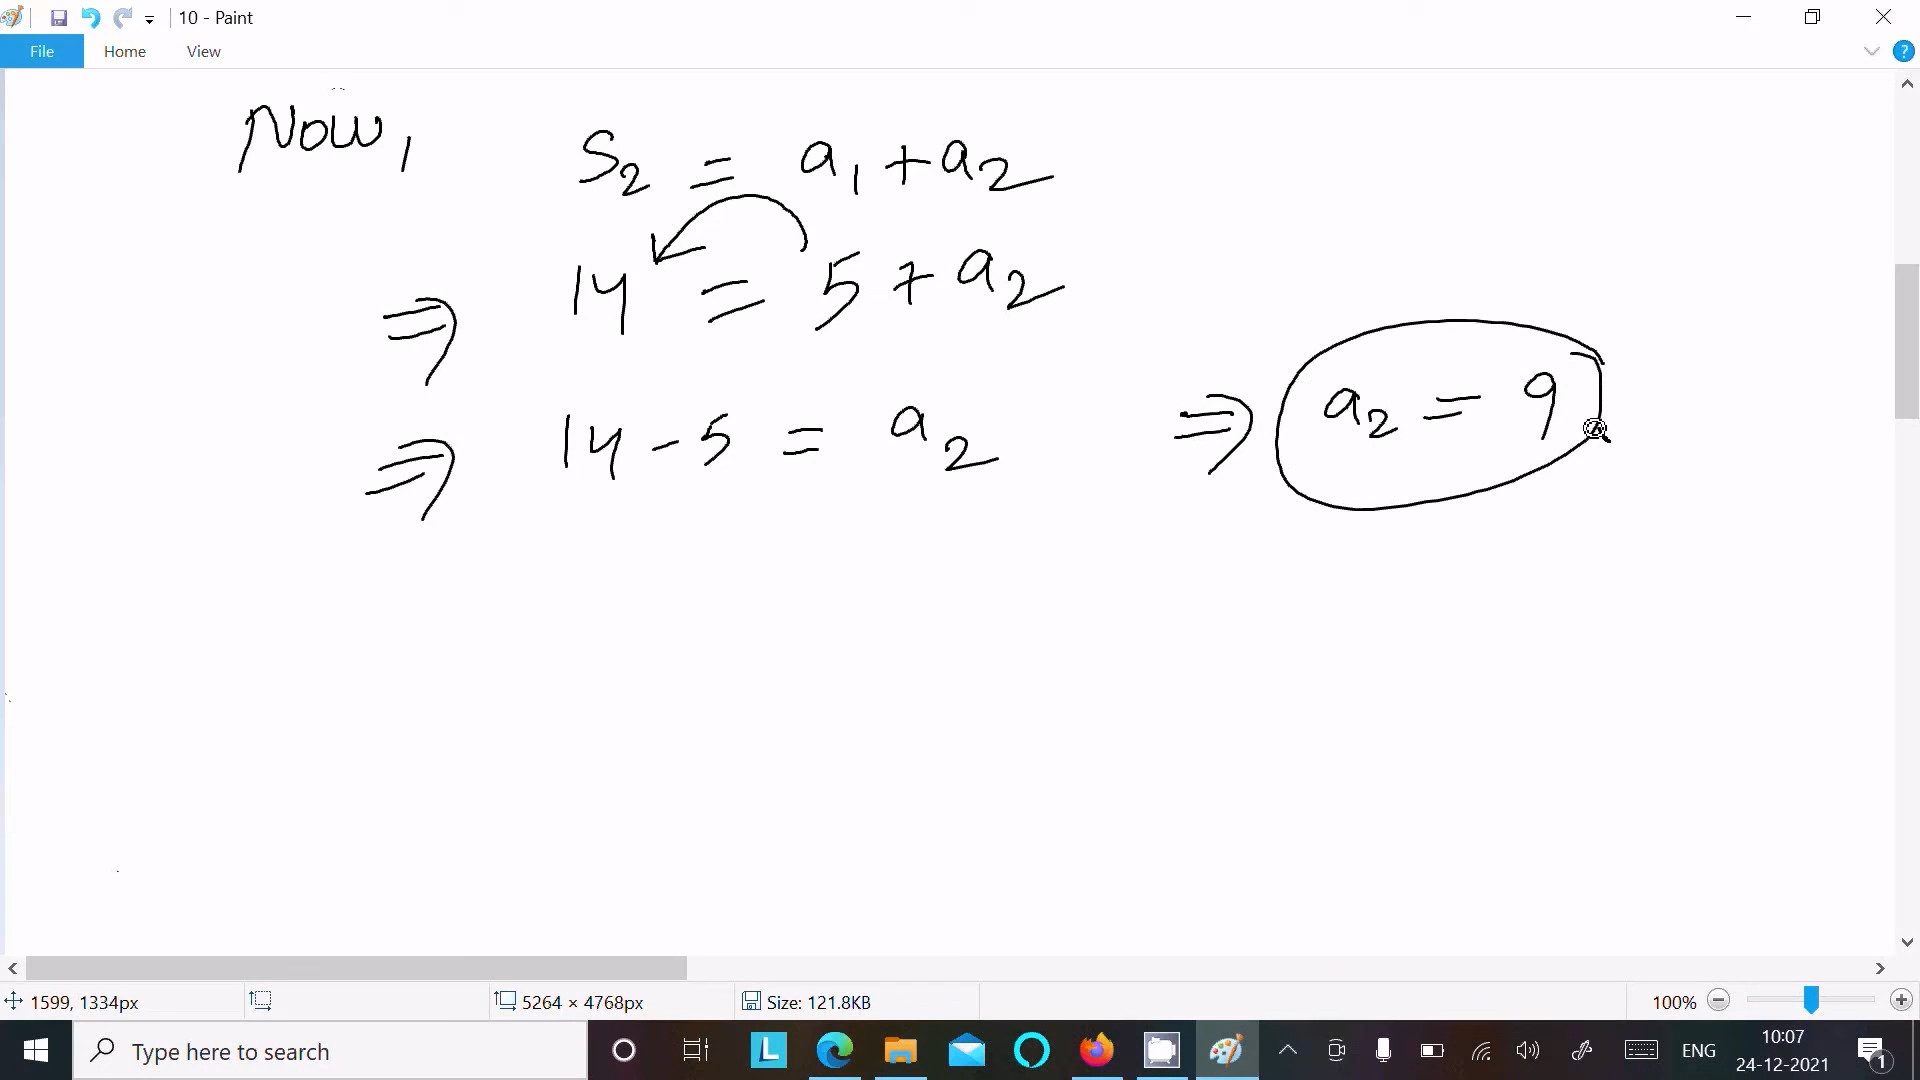 10 - Paint
File Home View
Now,
S₂ = a₁ + a₂
⇒ 14 = 5 + a₂
⇒ 14 - 5 = a₂ ⇒ a₂ = 9
1599, 1334px 5264 × 4768px Size: 121.8KB 100%
Type here to search L ENG 10:07
24-12-2021 1